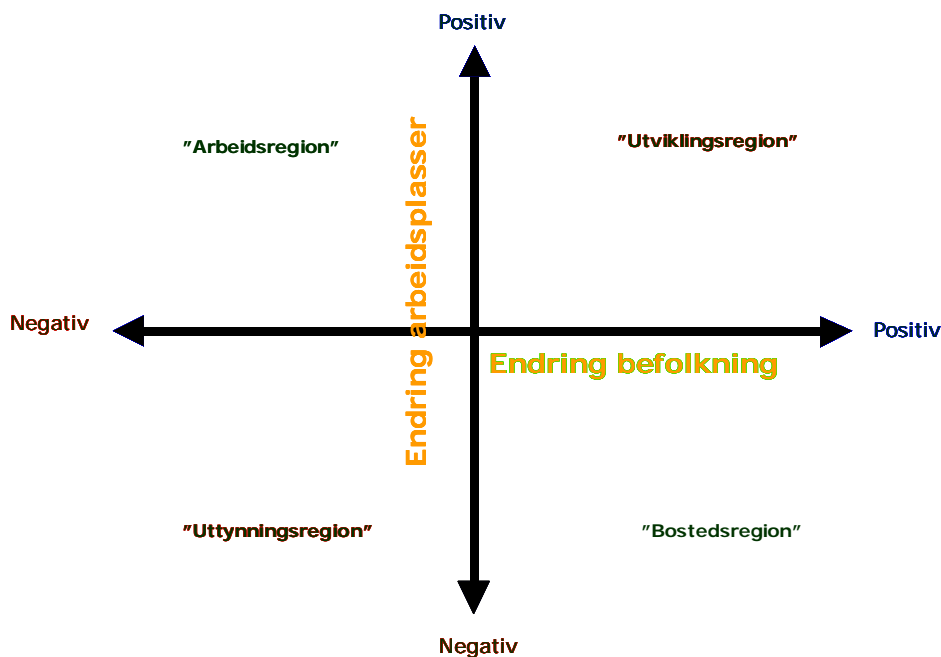 Positiv
”Arbeidsregion”
”Utviklingsregion”
Endring arbeidsplasser
Negativ
Positiv
Endring befolkning
”Uttynningsregion”
”Bostedsregion”
Negativ